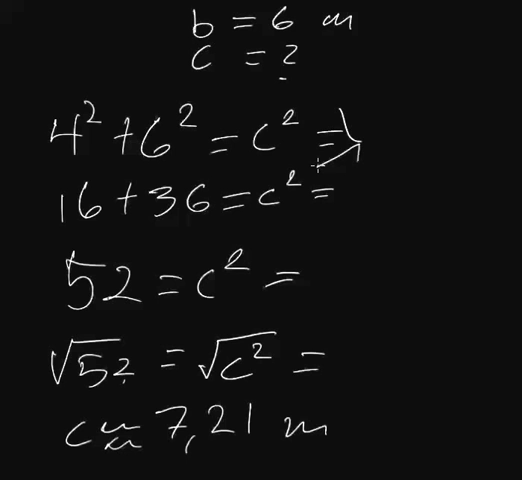 b = 6 m
c = ?
4² + 6² = c² ⇒
16 + 36 = c² =
52 = c² =
√52 = √c² =
c ≈ 7,21 m